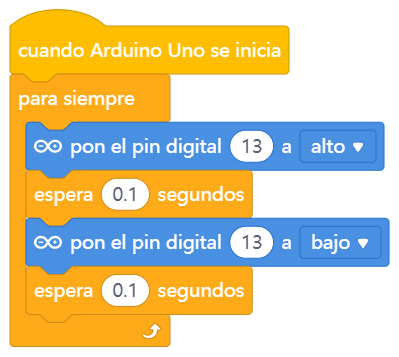 cuando Arduino Uno se inicia
para siempre
pon el pin digital 13 a alto
espera 0.1 segundos
pon el pin digital 13 a bajo
espera 0.1 segundos